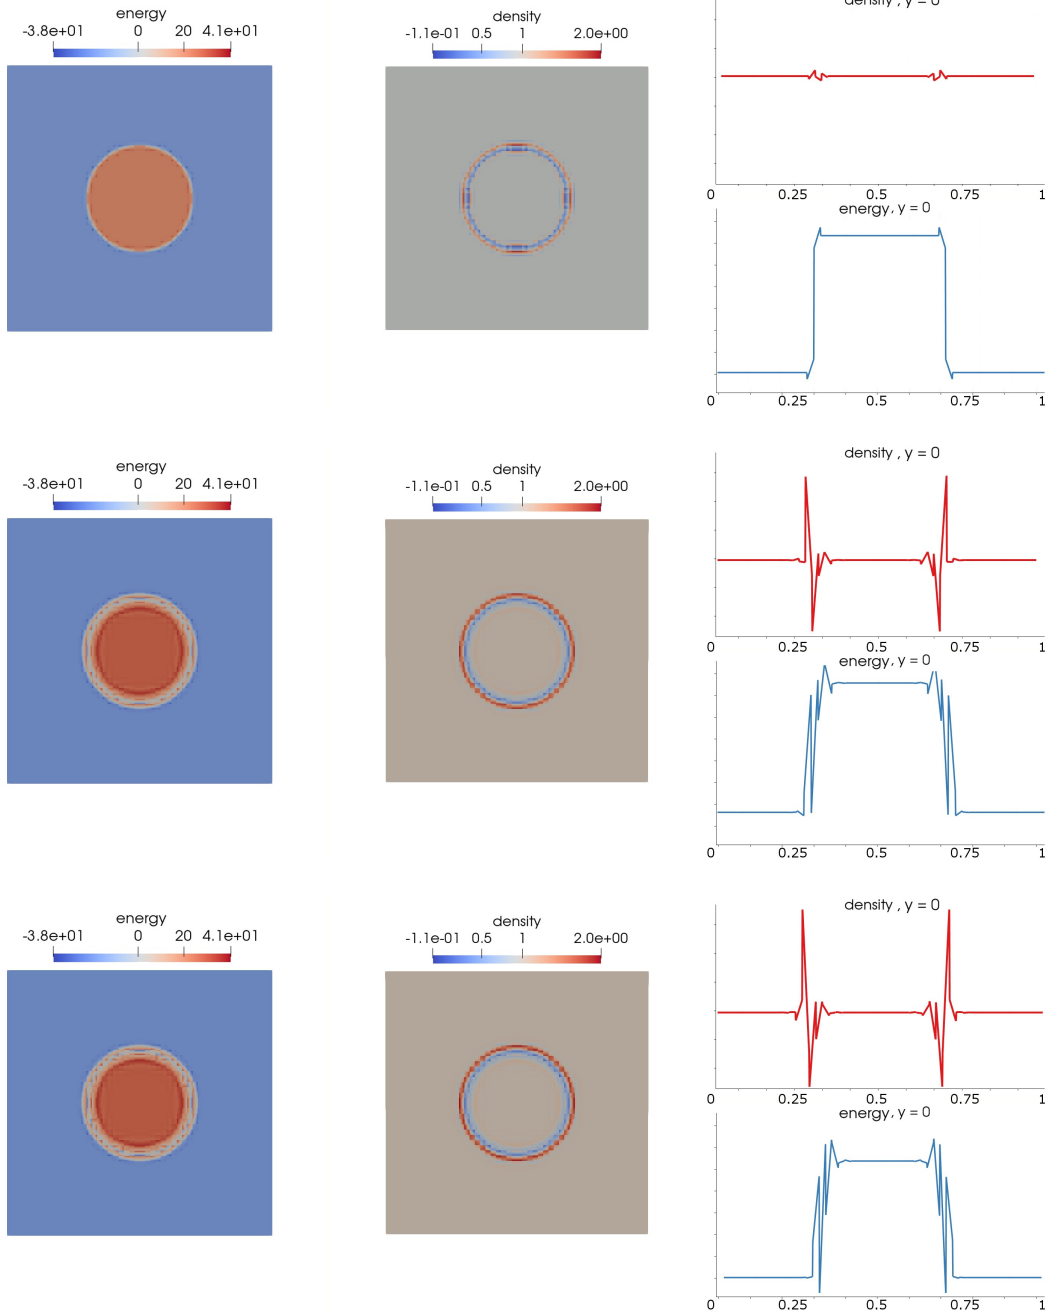 energy
-3.8e+01 0 20 4.1e+01
density
-1.1e-01 0.5 1 2.0e+00
density , y = 0
0 0.25 0.5 0.75 1
energy, y = 0
0 0.25 0.5 0.75 1
energy
-3.8e+01 0 20 4.1e+01
density
-1.1e-01 0.5 1 2.0e+00
density , y = 0
0 0.25 0.5 0.75 1
energy, y = 0
0 0.25 0.5 0.75 1
energy
-3.8e+01 0 20 4.1e+01
density
-1.1e-01 0.5 1 2.0e+00
density , y = 0
0 0.25 0.5 0.75 1
energy, y = 0
0 0.25 0.5 0.75 1